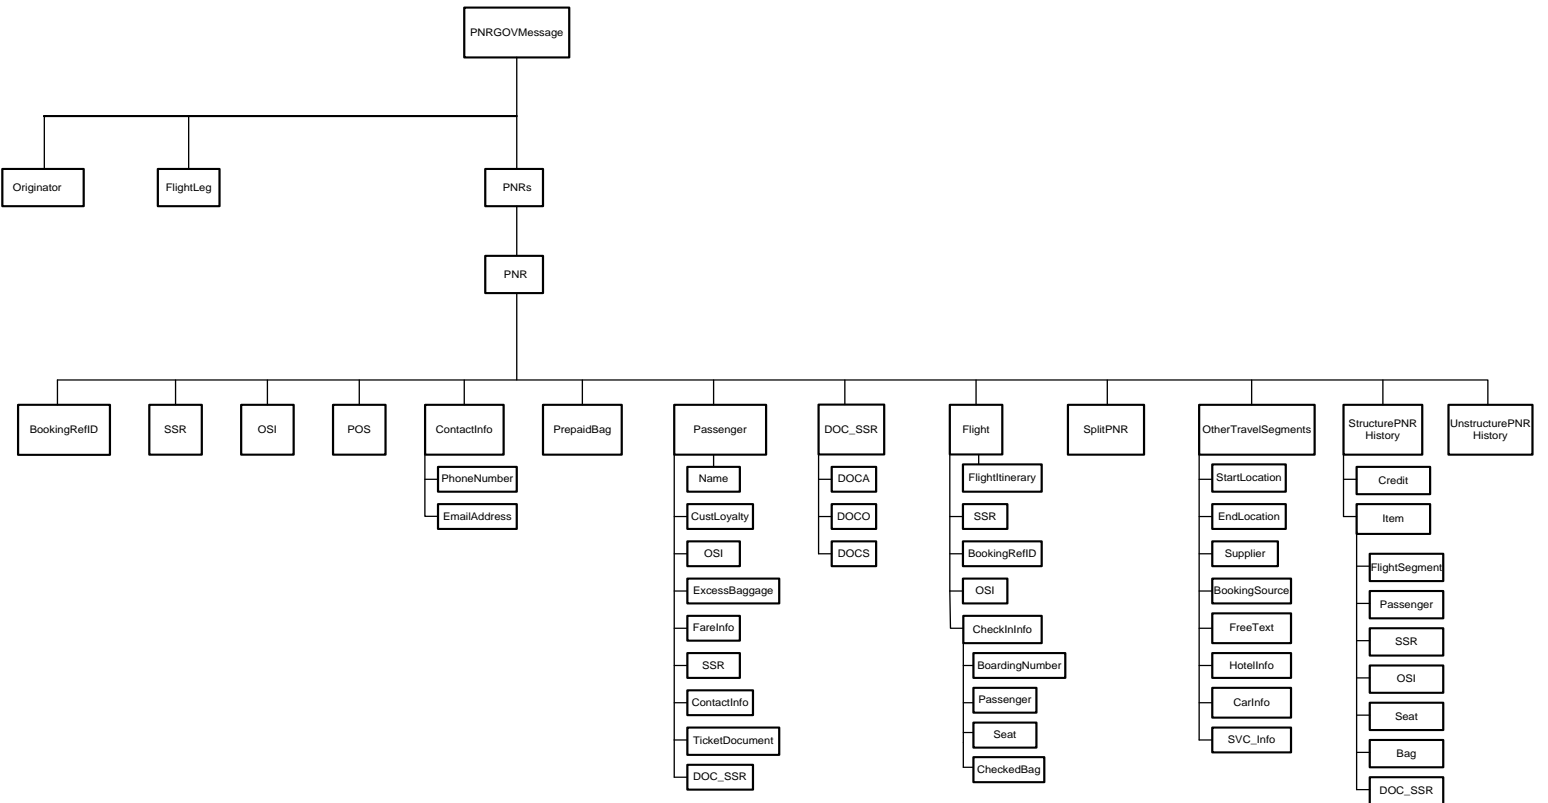 PNRGOVMessage
Originator
FlightLeg
PNRs
PNR
BookingRefID
SSR
OSI
POS
ContactInfo
PrepaidBag
Passenger
DOC_SSR
Flight
SplitPNR
OtherTravelSegments
StructurePNR
History
UnstructurePNR
History
PhoneNumber
EmailAddress
Name
CustLoyalty
OSI
ExcessBaggage
FareInfo
SSR
ContactInfo
TicketDocument
DOC_SSR
DOCA
DOCO
DOCS
FlightItinerary
SSR
BookingRefID
OSI
CheckInInfo
BoardingNumber
Passenger
Seat
CheckedBag
StartLocation
EndLocation
Supplier
BookingSource
FreeText
HotelInfo
CarInfo
SVC_Info
Credit
Item
FlightSegment
Passenger
SSR
OSI
Seat
Bag
DOC_SSR